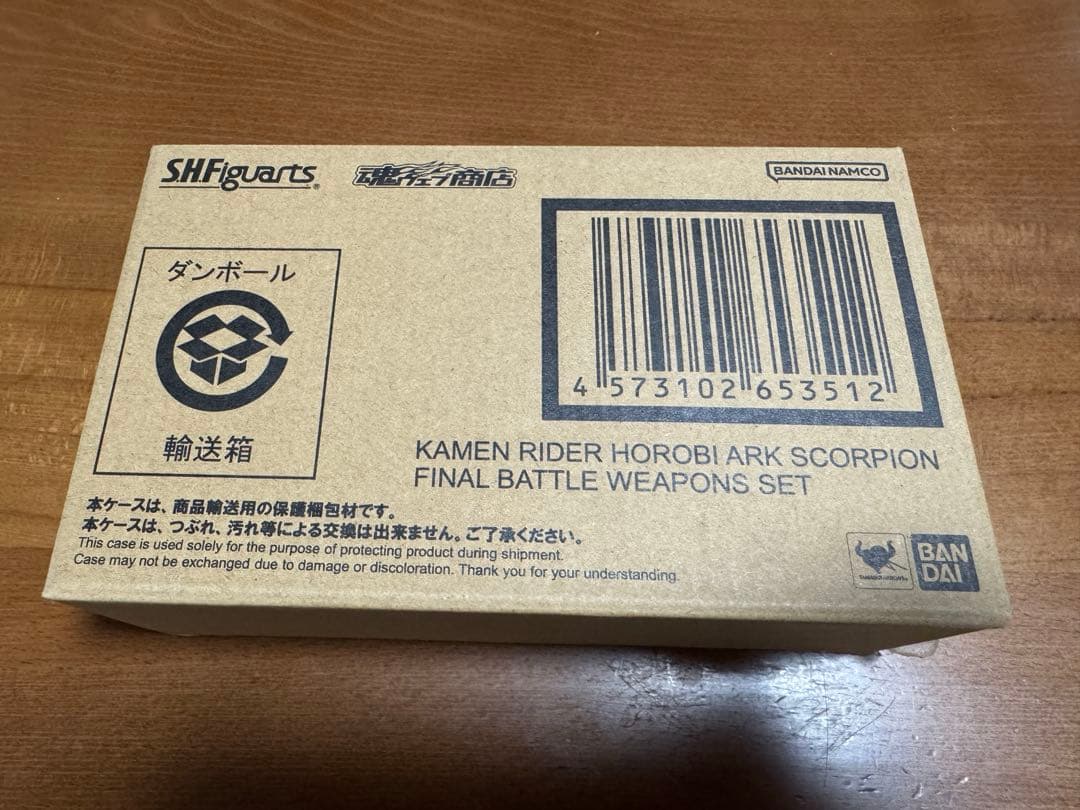 S.H.Figuarts®
魂ウェブ商店
BANDAI NAMCO
ダンボール
輸送箱
4 573102 653512
KAMEN RIDER HOROBI ARK SCORPION
FINAL BATTLE WEAPONS SET
本ケースは、商品輸送用の保護梱包材です。
本ケースは、つぶれ、汚れ等による交換は出来ません。ご了承ください。
This case is used solely for the purpose of protecting product during shipment.
Case may not be exchanged due to damage or discoloration. Thank you for your understanding.
BAN
DAI